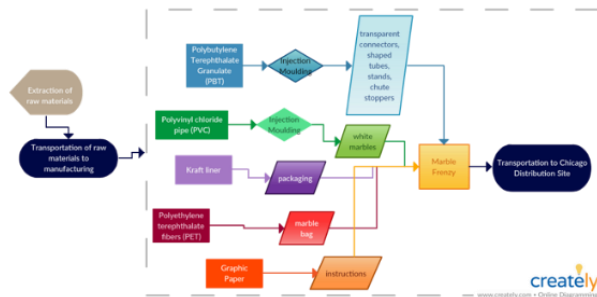 Polybutylene
Terephthalate
Granulate
(PBT)
Injection
Moulding
transparent
connectors,
shaped
tubes,
stands,
chute
stoppers
Extraction of
raw materials
Transportation of raw
materials to
manufacturing
Polyvinyl chloride
pipe (PVC)
Injection
Moulding
white
marbles
Kraft liner
packaging
Marble
Frenzy
Transportation to Chicago
Distribution Site
Polyethylene
terephthalate
fibers (PET)
marble
bag
Graphic
Paper
instructions
creately
www.creately.com • Online Diagramming